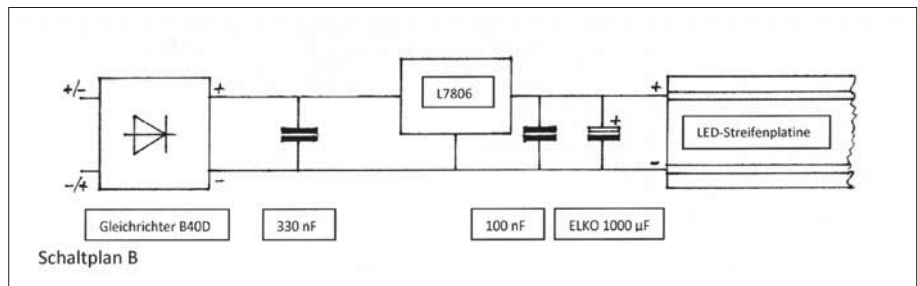 +/-
+
L7806
+
+
LED-Streifenplatine
-/+
-
-
Gleichrichter B40D
330 nF
100 nF
ELKO 1000 µF
Schaltplan B